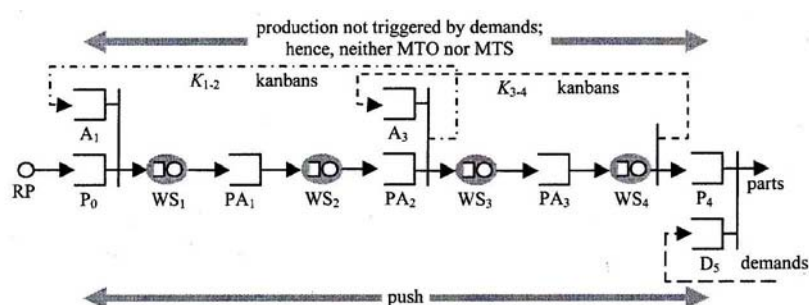 production not triggered by demands;
hence, neither MTO nor MTS
K₁₋₂ kanbans
K₃₋₄ kanbans
A₁
A₃
RP
P₀
WS₁
PA₁
WS₂
PA₂
WS₃
PA₃
WS₄
P₄
parts
D₅
demands
push